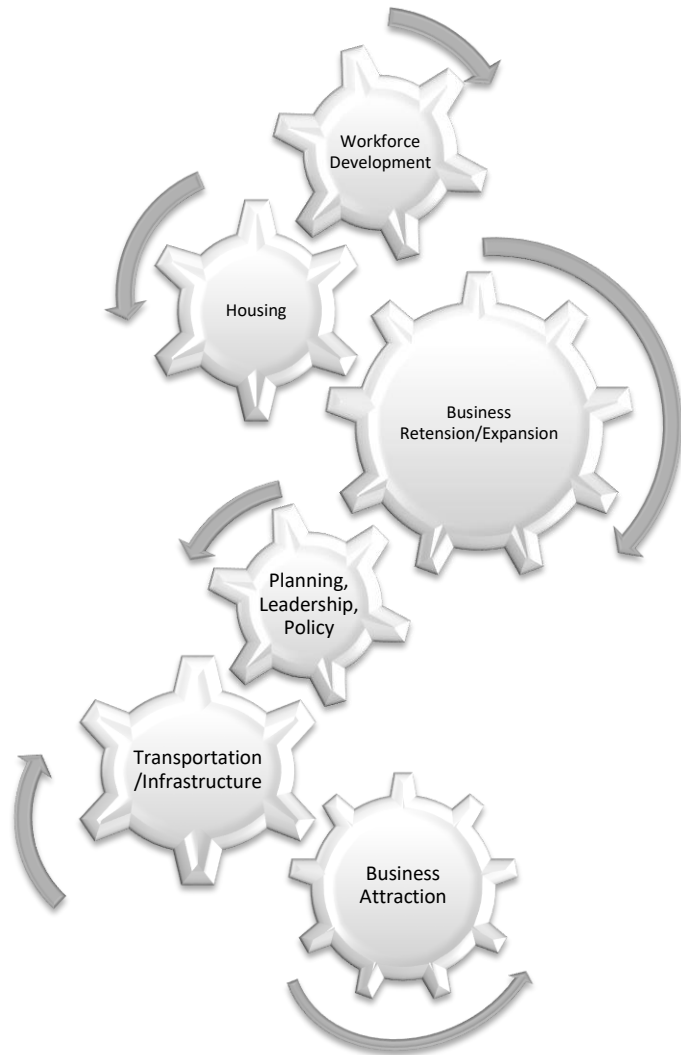 Workforce
Development
Housing
Business
Retension/Expansion
Planning,
Leadership,
Policy
Transportation
/Infrastructure
Business
Attraction